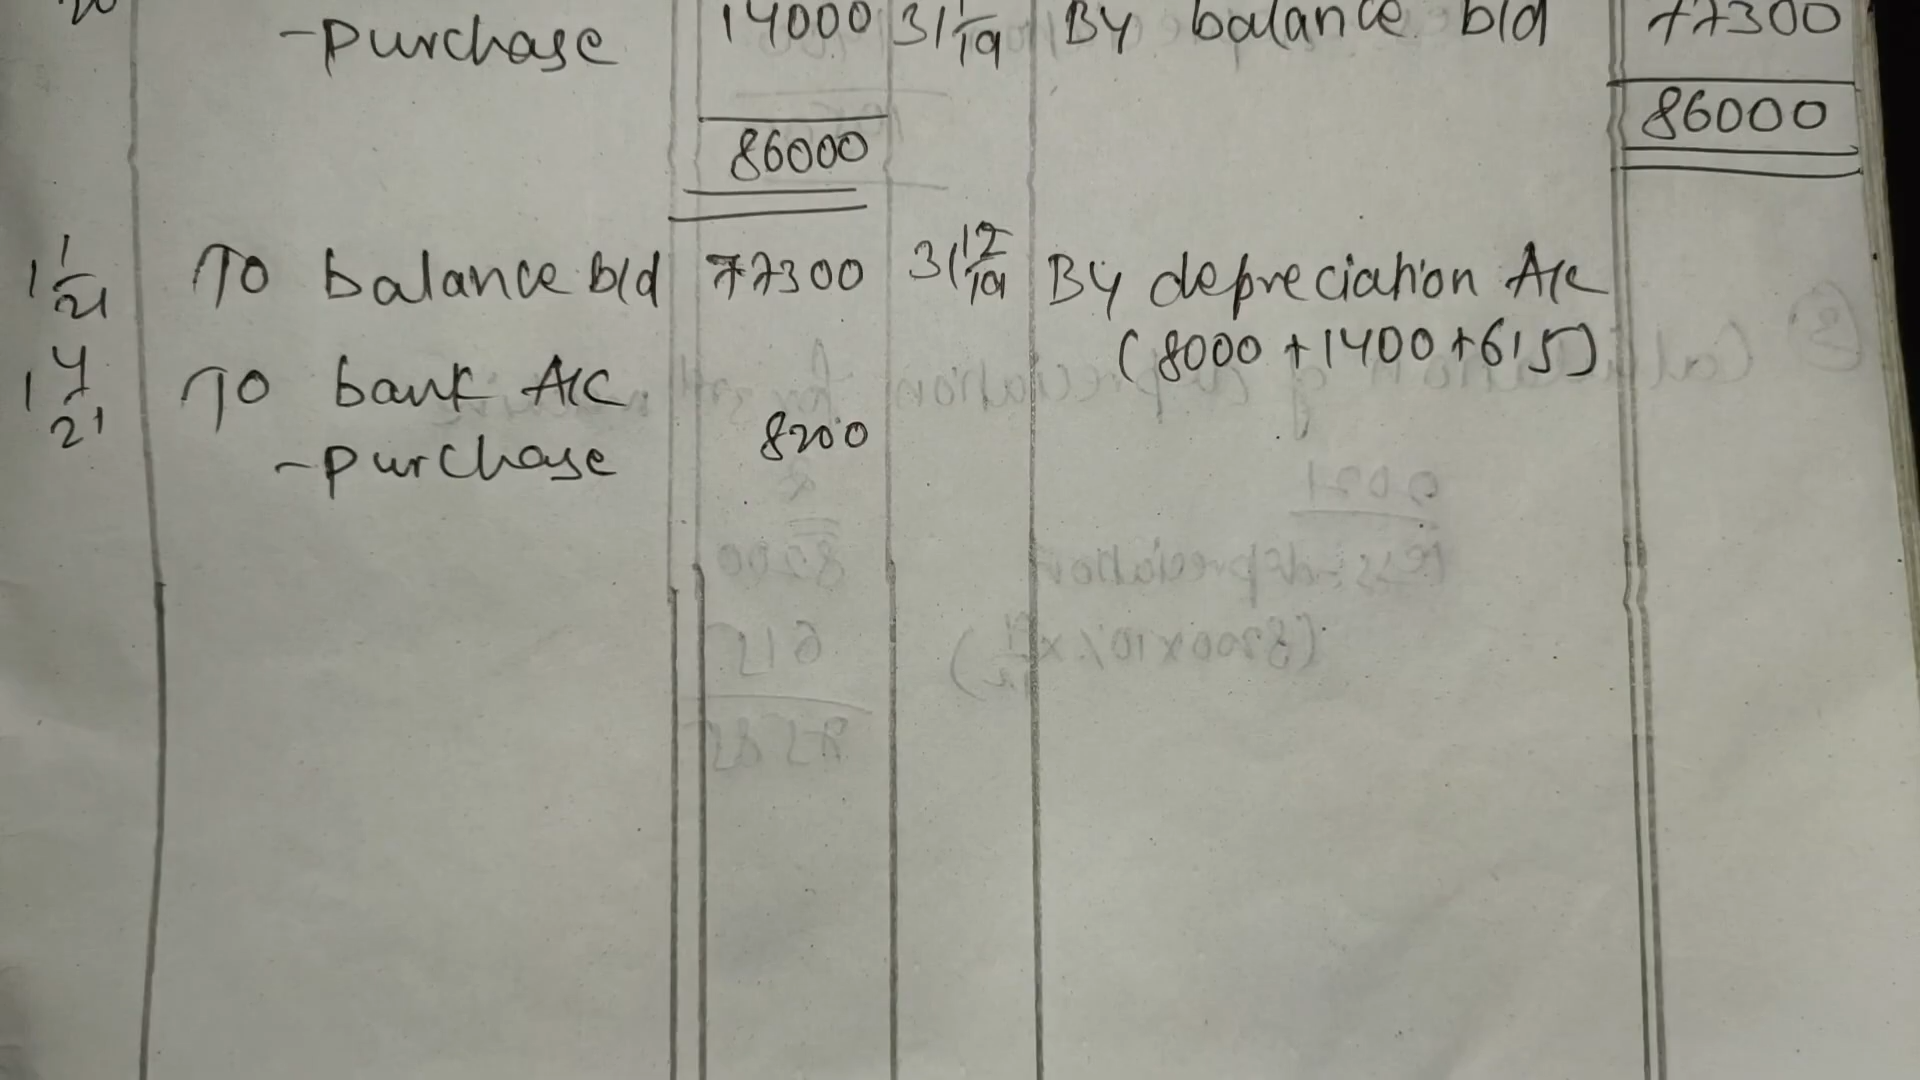 -purchase 14000 31 1/19 By balance b/d 77300
86000 86000
1 1/21 To balance b/d 77300 31 12/19 By depreciation A/c
(8000 + 1400 + 615)
1 4/21 To bank A/c
-purchase 8200